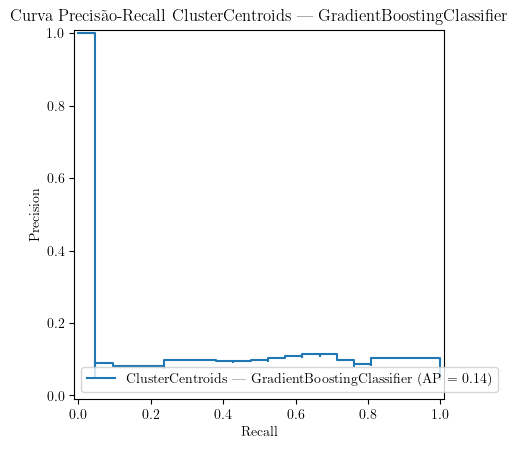 Curva Precisão-Recall ClusterCentroids — GradientBoostingClassifier
1.0
0.8
0.6
0.4
0.2
0.0
Precision
ClusterCentroids — GradientBoostingClassifier (AP = 0.14)
0.0 0.2 0.4 0.6 0.8 1.0
Recall